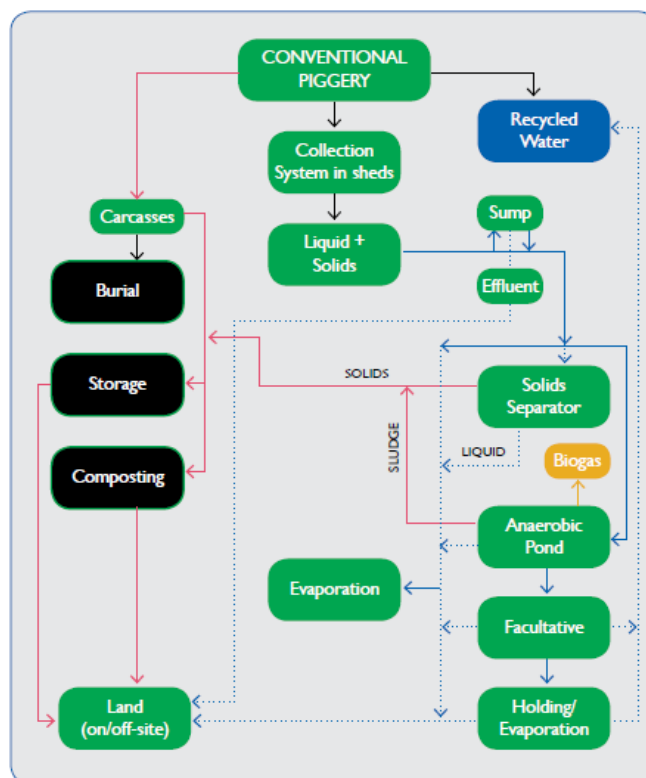 CONVENTIONAL
PIGGERY
Recycled
Water
Collection
System in sheds
Carcasses
Sump
Liquid +
Solids
Burial
Effluent
SOLIDS
Storage
Solids
Separator
SLUDGE
LIQUID
Biogas
Composting
Anaerobic
Pond
Evaporation
Facultative
Land
(on/off-site)
Holding/
Evaporation